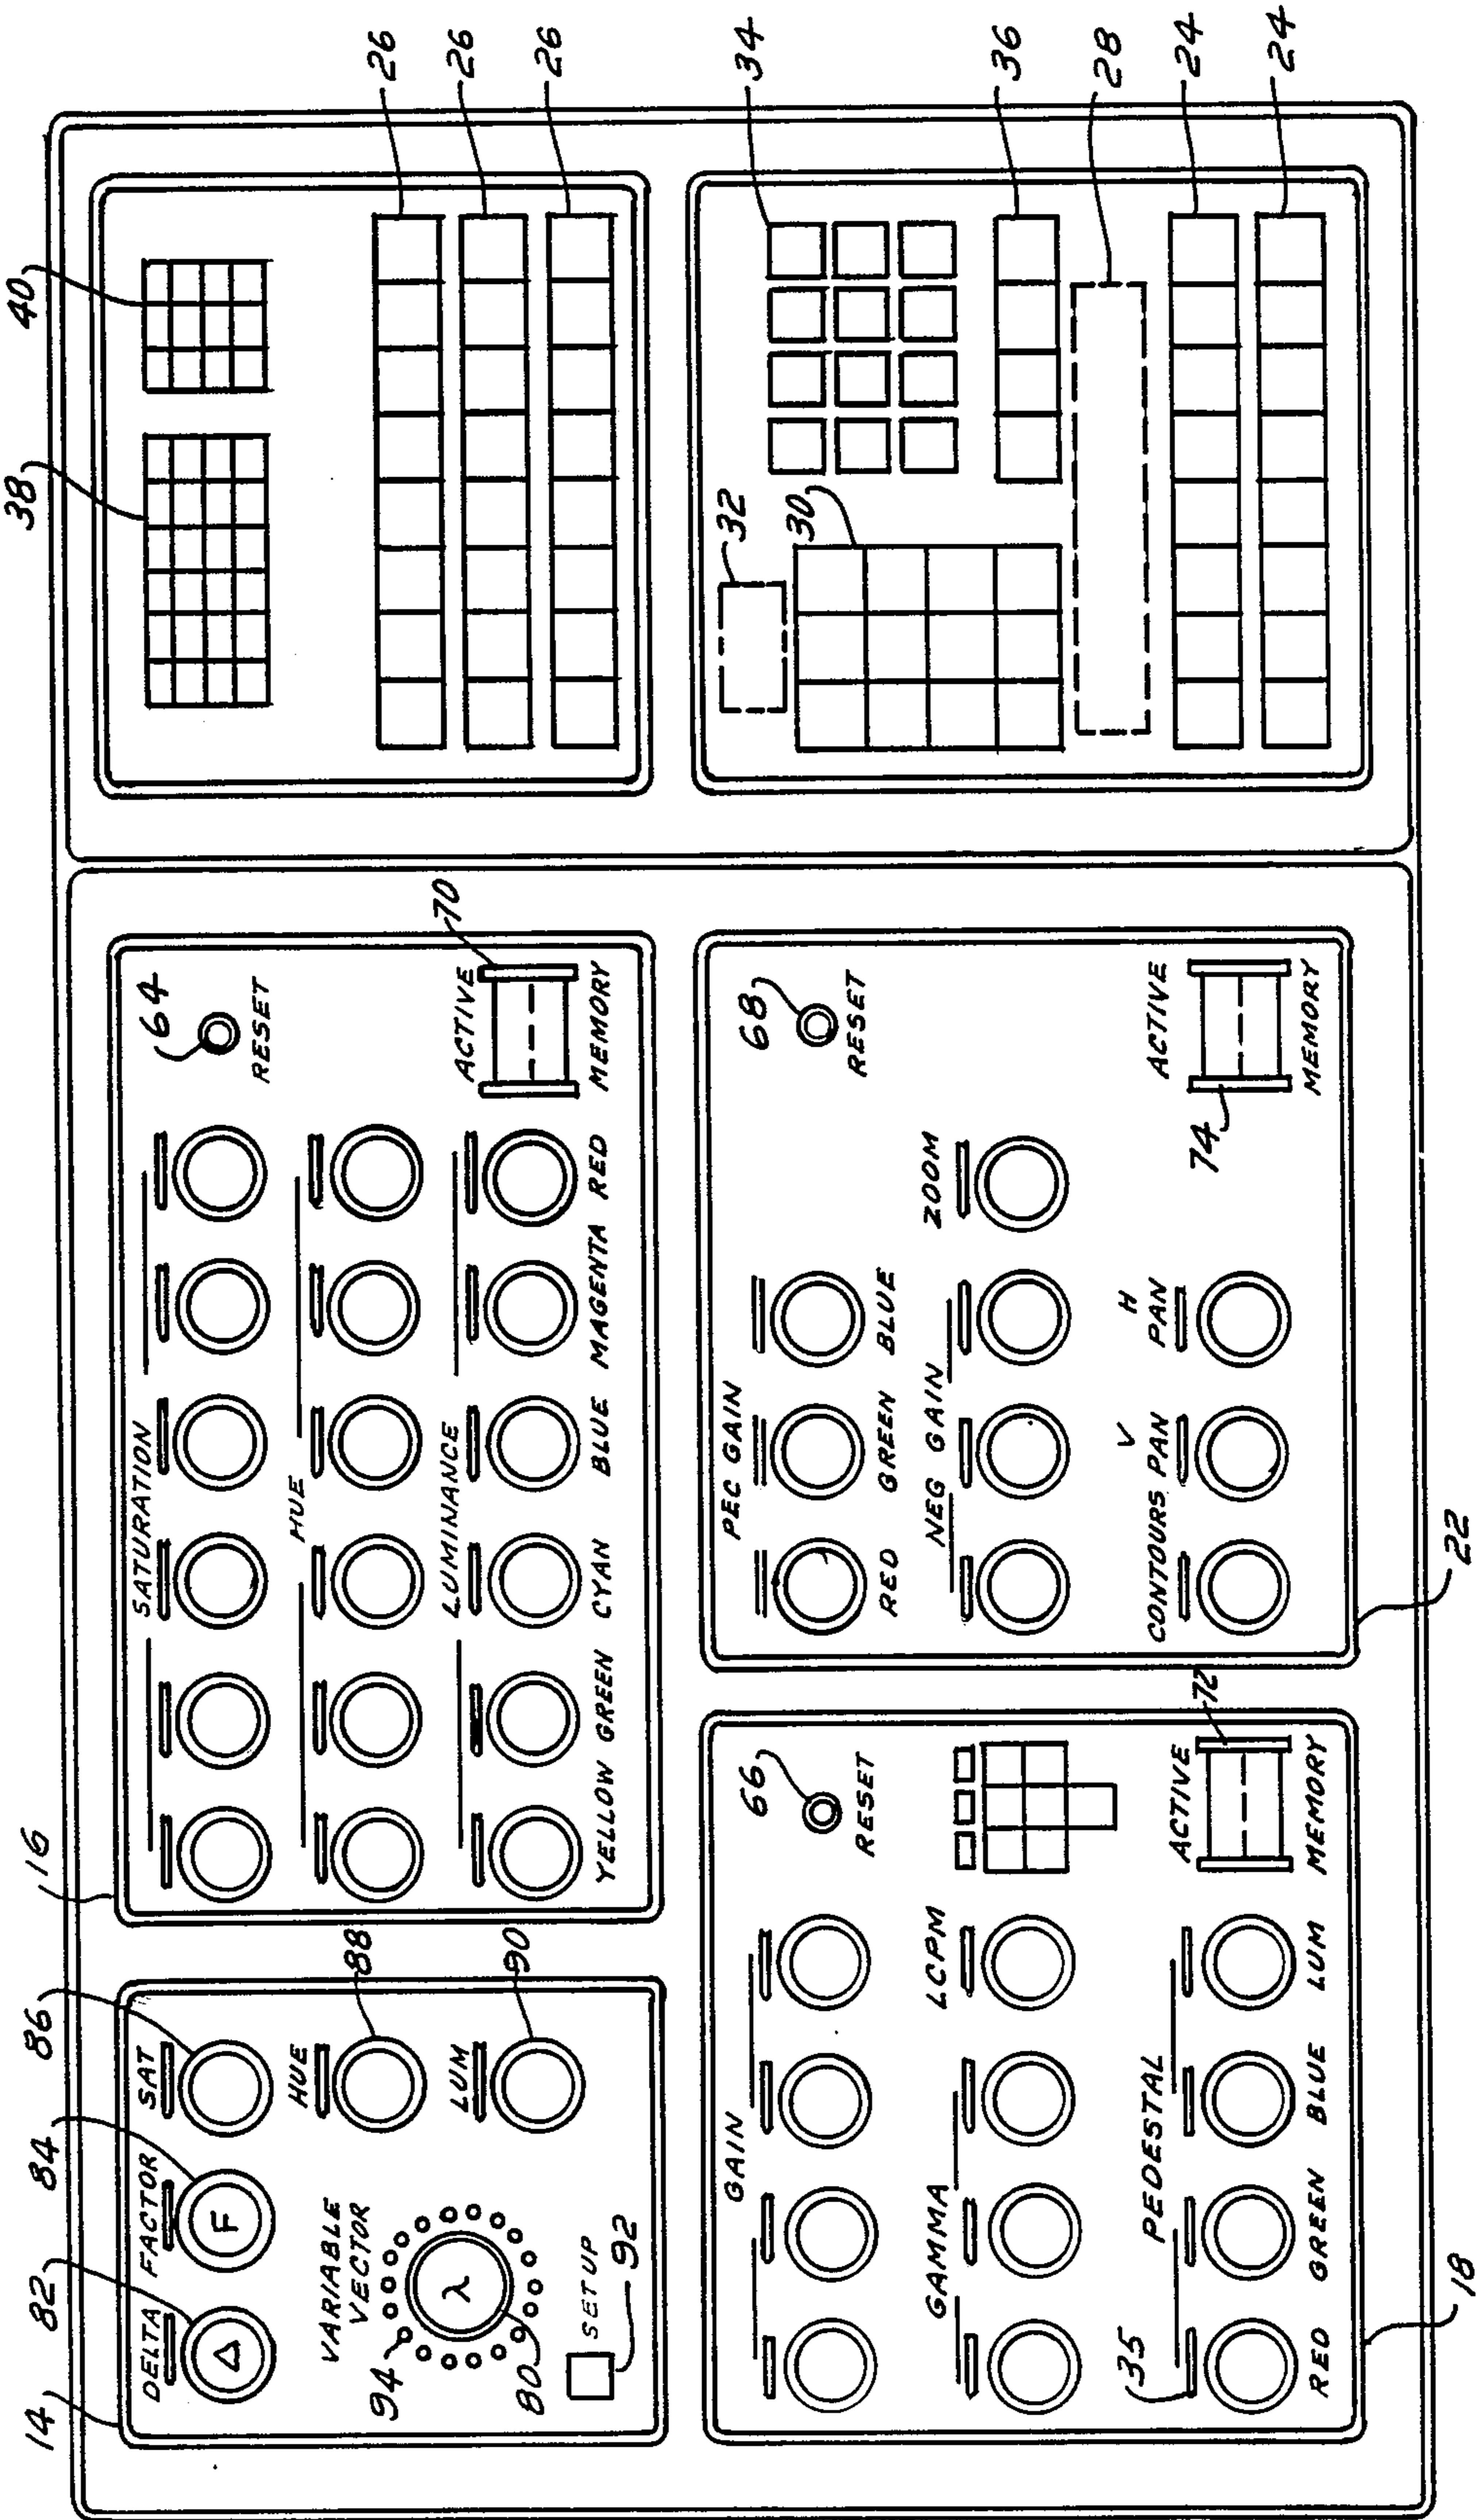 14
82
84
86
16
38
40
DELTA
FACTOR
SAT
Δ
F
VARIABLE
VECTOR
94
λ
80
SETUP
92
HUE
88
LUM
90
SATURATION
HUE
LUMINANCE
YELLOW GREEN CYAN BLUE MAGENTA RED
64
RESET
ACTIVE
70
MEMORY
26
26
26
GAIN
66
RESET
GAMMA
LCPM
PEDESTAL
35
RED GREEN BLUE LUM
ACTIVE
72
MEMORY
18
PEC GAIN
RED GREEN BLUE
68
RESET
NEG GAIN
ZOOM
CONTOURS
V
PAN
H
PAN
ACTIVE
74
MEMORY
22
32
30
34
36
28
24
24